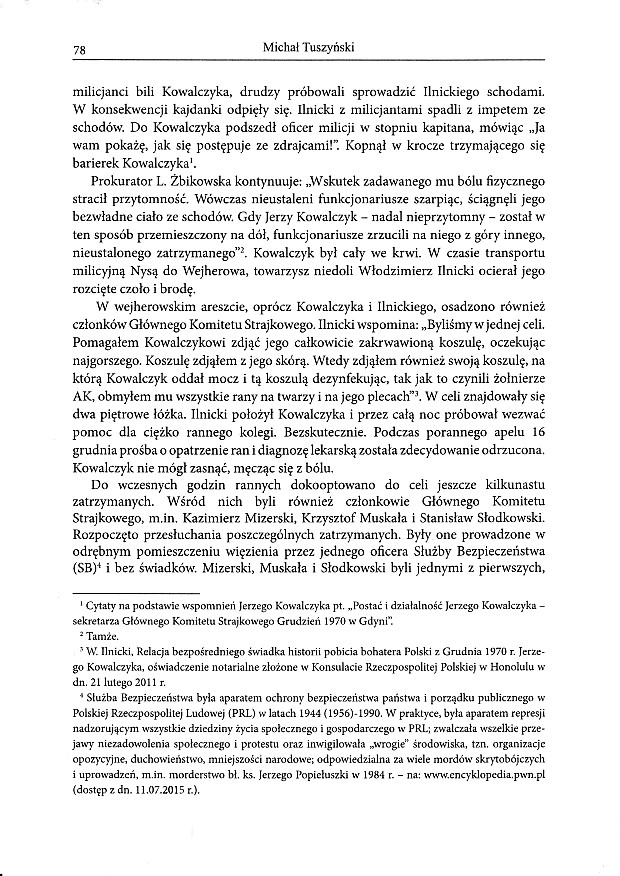 78
Michał Tuszyński
milicjanci bili Kowalczyka, drudzy próbowali sprowadzić Ilnickiego schodami.
W konsekwencji kajdanki odpięły się. Ilnicki z milicjantami spadli z impetem ze
schodów. Do Kowalczyka podszedł oficer milicji w stopniu kapitana, mówiąc „Ja
wam pokażę, jak się postępuje ze zdrajcami!”. Kopnął w krocze trzymającego się
barierek Kowalczyka¹.
Prokurator L. Żbikowska kontynuuje: „Wskutek zadawanego mu bólu fizycznego
stracił przytomność. Wówczas nieustaleni funkcjonariusze szarpiąc, ściągnęli jego
bezwładne ciało ze schodów. Gdy Jerzy Kowalczyk – nadal nieprzytomny – został w
ten sposób przemieszczony na dół, funkcjonariusze zrzucili na niego z góry innego,
nieustalonego zatrzymanego”². Kowalczyk był cały we krwi. W czasie transportu
milicyjną Nysą do Wejherowa, towarzysz niedoli Włodzimierz Ilnicki ocierał jego
rozcięte czoło i brodę.
W wejherowskim areszcie, oprócz Kowalczyka i Ilnickiego, osadzono również
członków Głównego Komitetu Strajkowego. Ilnicki wspomina: „Byliśmy w jednej celi.
Pomagałem Kowalczykowi zdjąć jego całkowicie zakrwawioną koszulę, oczekując
najgorszego. Koszulę zdjąłem z jego skórą. Wtedy zdjąłem również swoją koszulę, na
którą Kowalczyk oddał mocz i tą koszulą dezynfekując, tak jak to czynili żołnierze
AK, obmyłem mu wszystkie rany na twarzy i na jego plecach”³. W celi znajdowały się
dwa piętrowe łóżka. Ilnicki położył Kowalczyka i przez całą noc próbował wezwać
pomoc dla ciężko rannego kolegi. Bezskutecznie. Podczas porannego apelu 16
grudnia prośba o opatrzenie ran i diagnozę lekarską została zdecydowanie odrzucona.
Kowalczyk nie mógł zasnąć, męcząc się z bólu.
Do wczesnych godzin rannych dokooptowano do celi jeszcze kilkunastu
zatrzymanych. Wśród nich byli również członkowie Głównego Komitetu
Strajkowego, m.in. Kazimierz Mizerski, Krzysztof Muskała i Stanisław Słodkowski.
Rozpoczęto przesłuchania poszczególnych zatrzymanych. Były one prowadzone w
odrębnym pomieszczeniu więzienia przez jednego oficera Służby Bezpieczeństwa
(SB)⁴ i bez świadków. Mizerski, Muskała i Słodkowski byli jednymi z pierwszych,
¹ Cytaty na podstawie wspomnień Jerzego Kowalczyka pt. „Postać i działalność Jerzego Kowalczyka –
sekretarza Głównego Komitetu Strajkowego Grudzień 1970 w Gdyni”.
² Tamże.
³ W. Ilnicki, Relacja bezpośredniego świadka historii pobicia bohatera Polski z Grudnia 1970 r. Jerze-
go Kowalczyka, oświadczenie notarialne złożone w Konsulacie Rzeczpospolitej Polskiej w Honolulu w
dn. 21 lutego 2011 r.
⁴ Służba Bezpieczeństwa była aparatem ochrony bezpieczeństwa państwa i porządku publicznego w
Polskiej Rzeczpospolitej Ludowej (PRL) w latach 1944 (1956)-1990. W praktyce, była aparatem represji
nadzorującym wszystkie dziedziny życia społecznego i gospodarczego w PRL; zwalczała wszelkie prze-
jawy niezadowolenia społecznego i protestu oraz inwigilowała „wrogie” środowiska, tzn. organizacje
opozycyjne, duchowieństwo, mniejszości narodowe; odpowiedzialna za wiele mordów skrytobójczych
i uprowadzeń, m.in. morderstwo bł. ks. Jerzego Popiełuszki w 1984 r. – na: www.encyklopedia.pwn.pl
(dostęp z dn. 11.07.2015 r.).